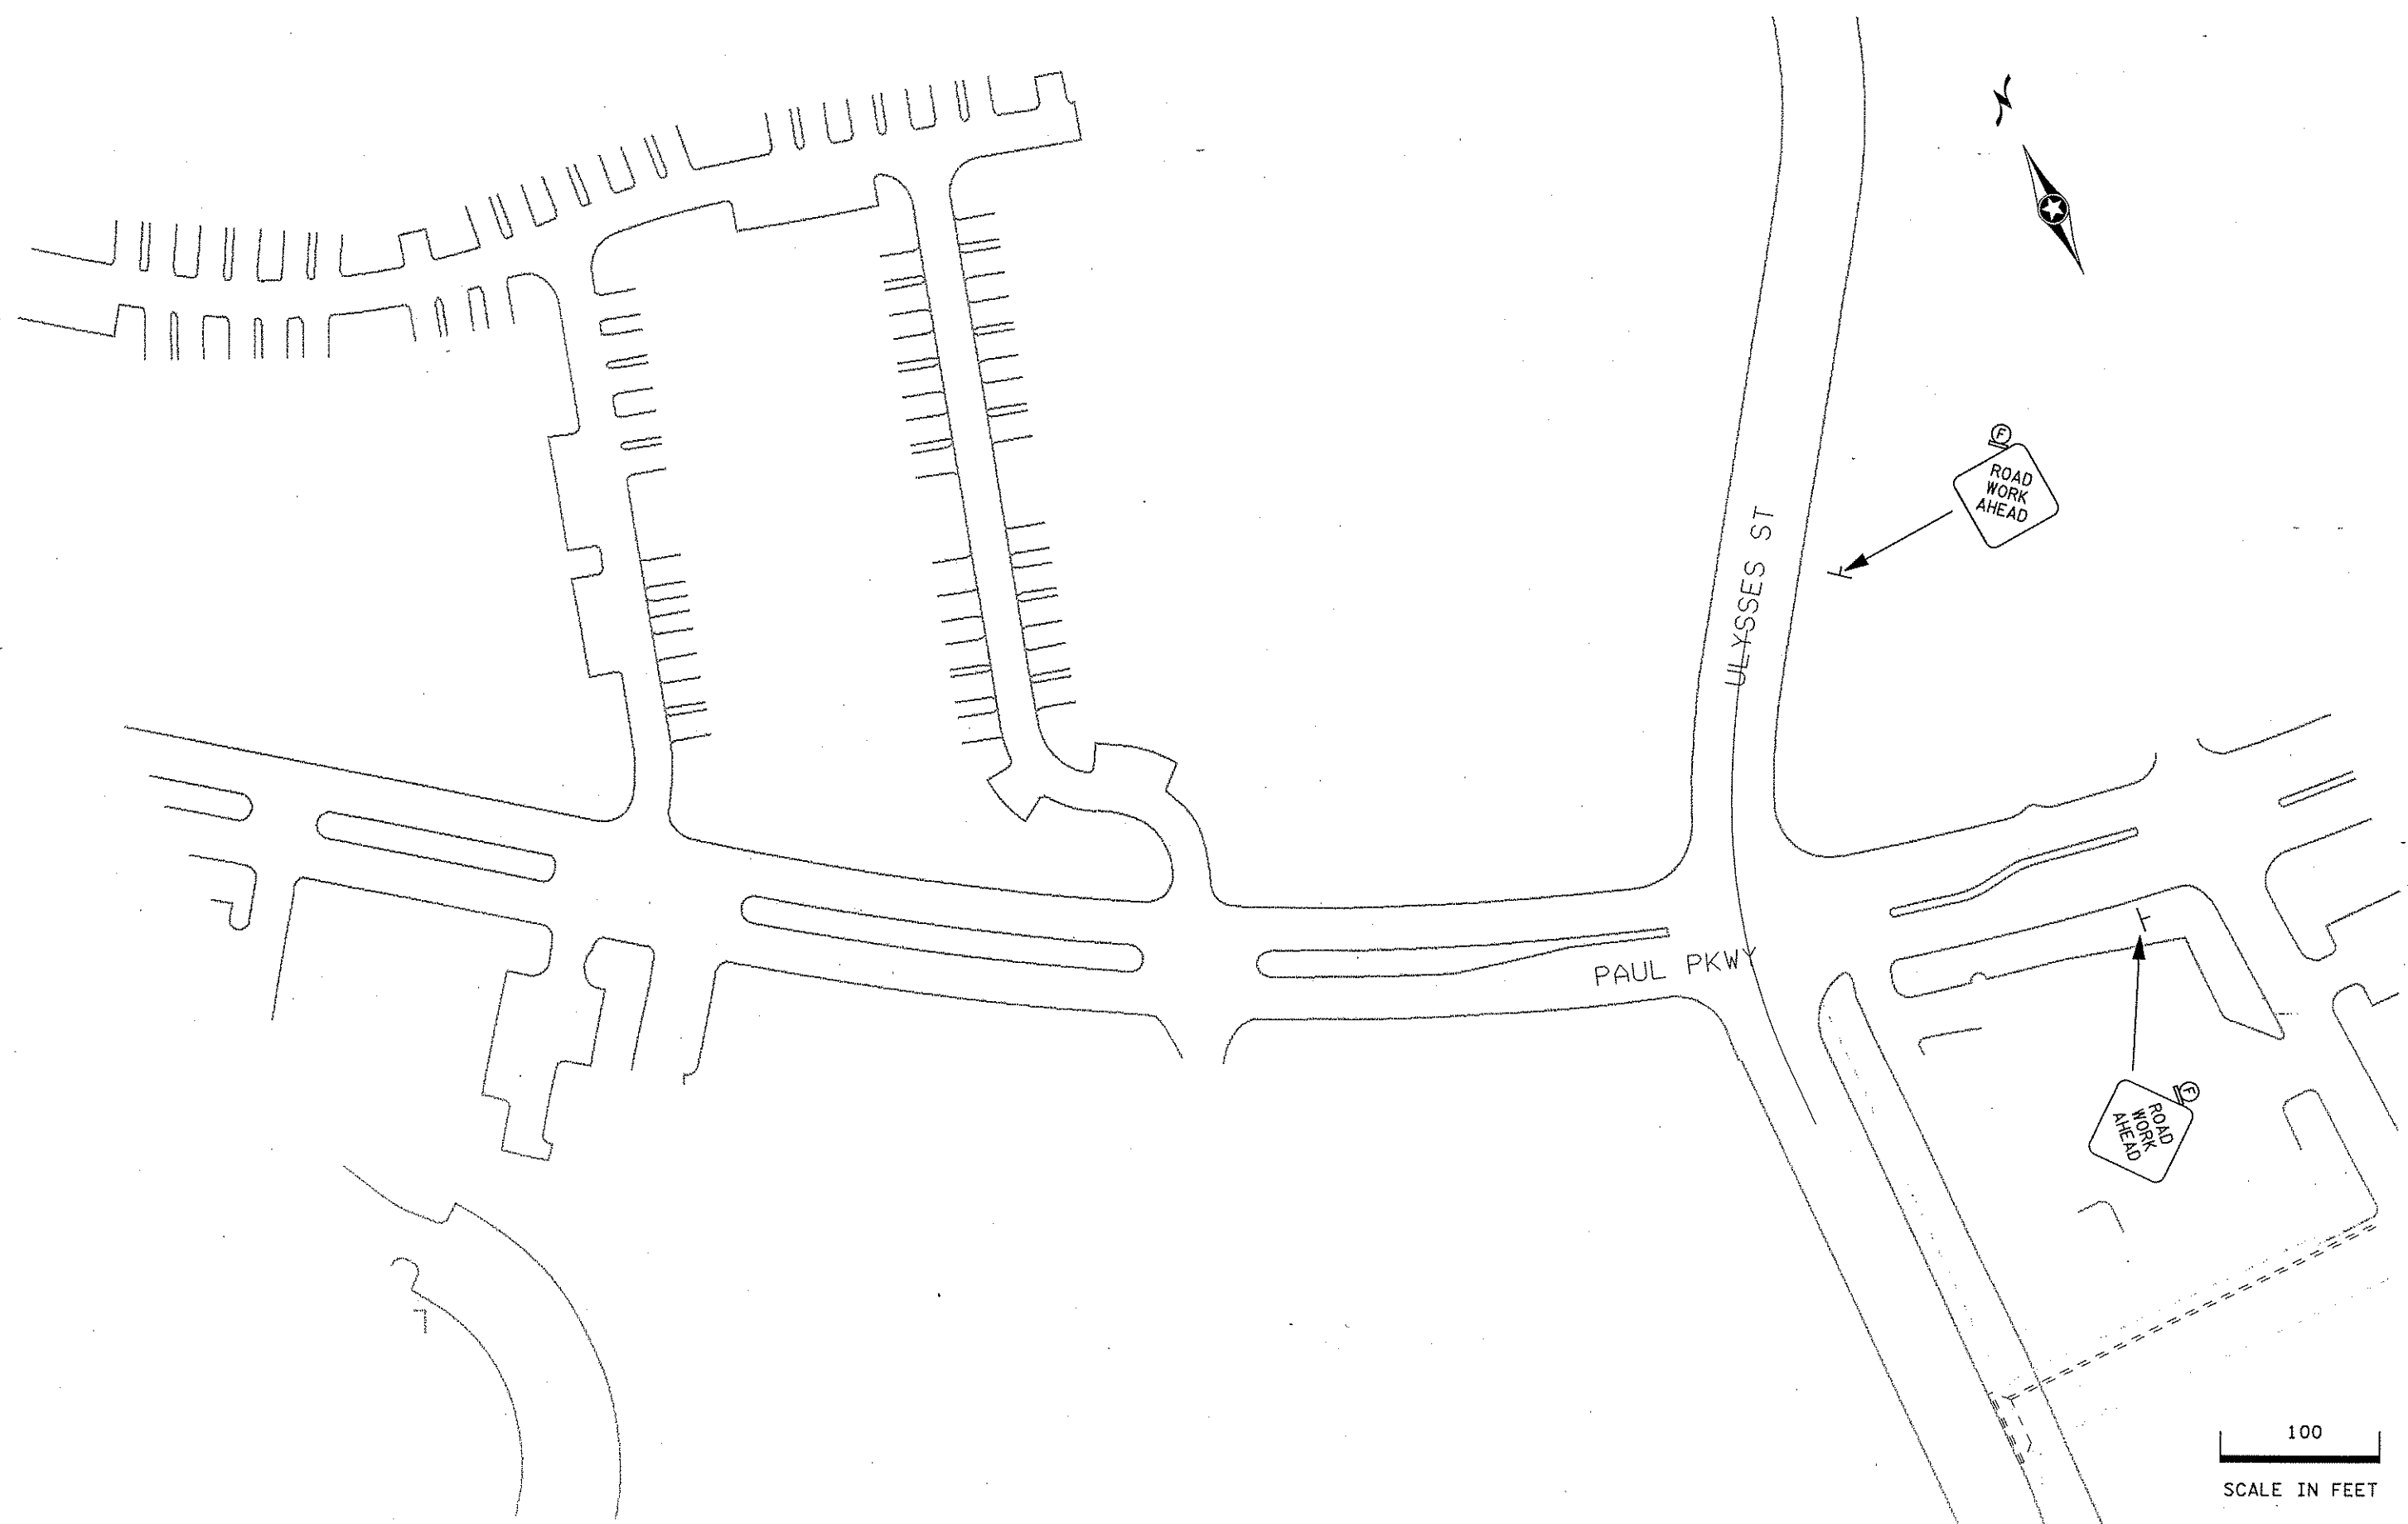 N
F
ROAD
WORK
AHEAD
ULYSSES ST
PAUL PKWY
F
ROAD
WORK
AHEAD
100
SCALE IN FEET